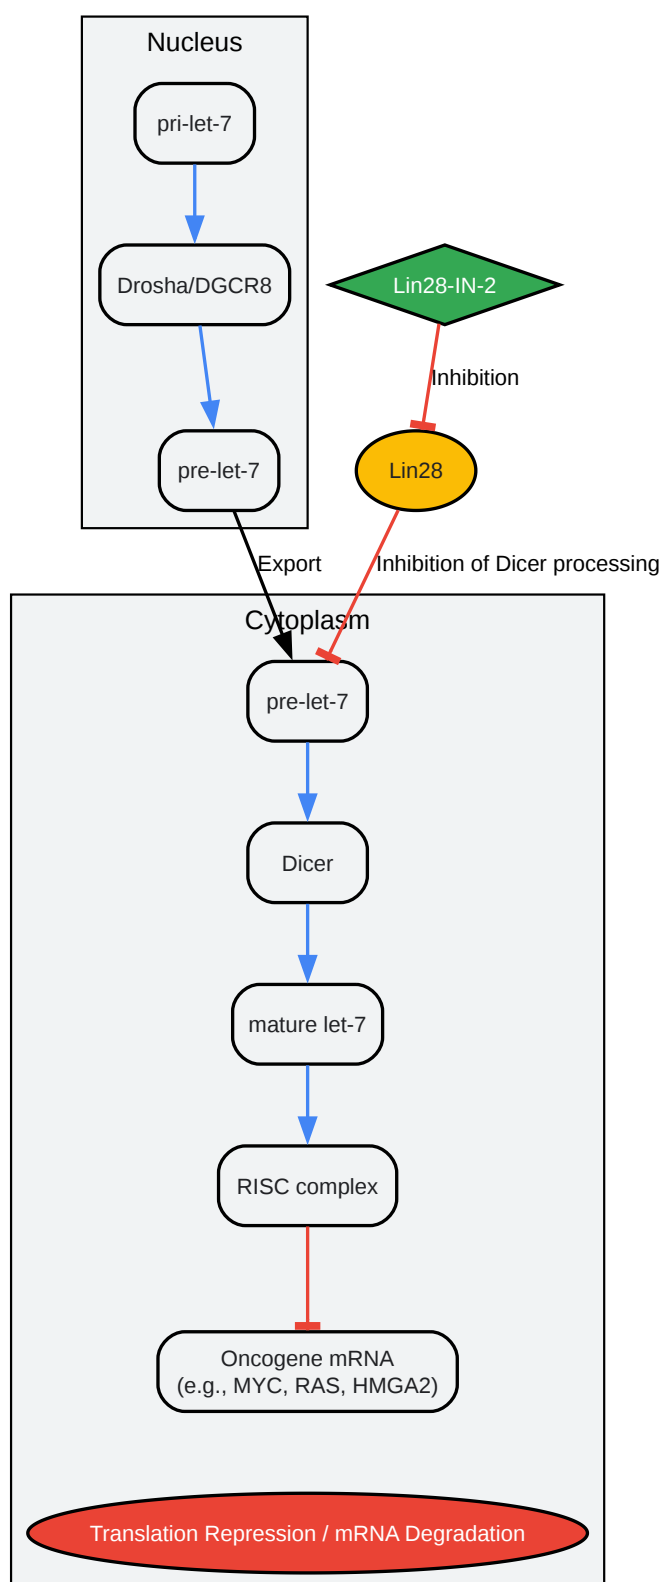 Nucleus
pri-let-7
Drosha/DGCR8
Lin28-IN-2
Inhibition
pre-let-7
Lin28
Export
Inhibition of Dicer processing
Cytoplasm
pre-let-7
Dicer
mature let-7
RISC complex
Oncogene mRNA
(e.g., MYC, RAS, HMGA2)
Translation Repression / mRNA Degradation